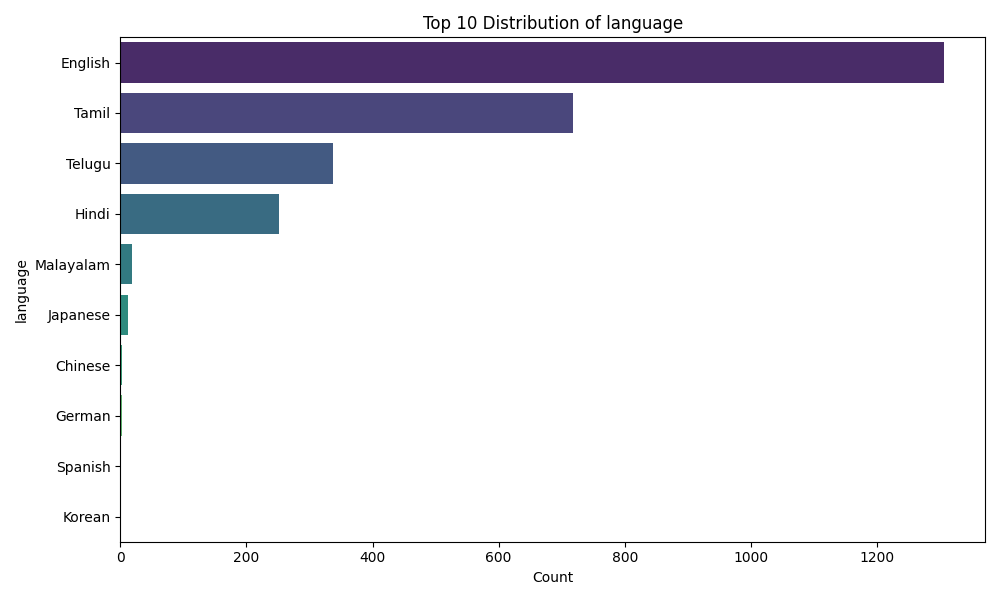 Top 10 Distribution of language
language
English
Tamil
Telugu
Hindi
Malayalam
Japanese
Chinese
German
Spanish
Korean
0 200 400 600 800 1000 1200
Count